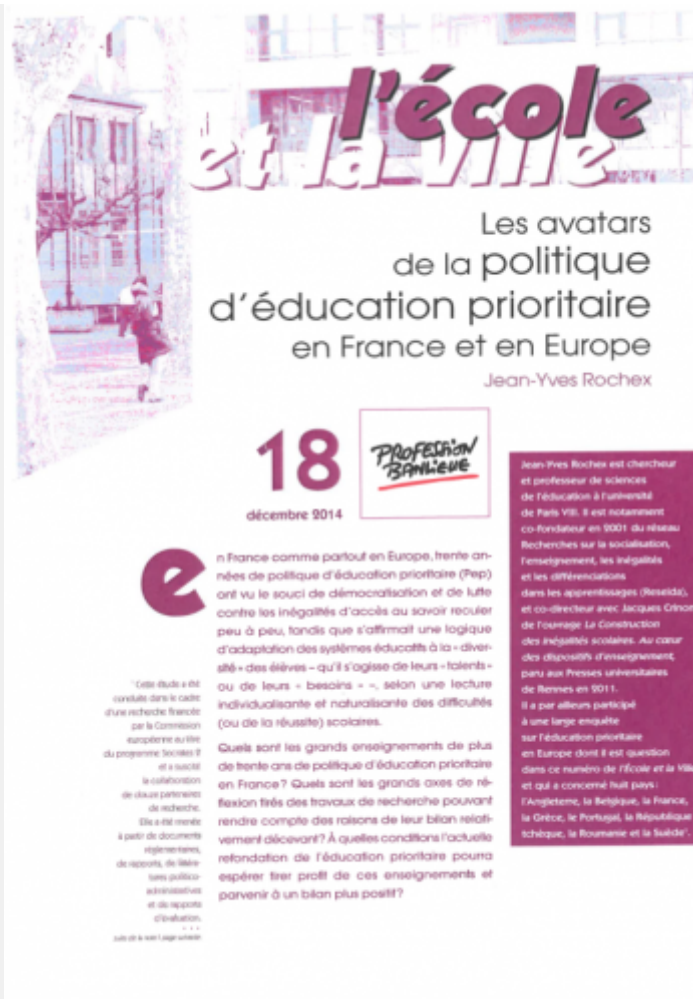 l'école
et la ville
Les avatars
de la politique
d'éducation prioritaire
en France et en Europe
Jean-Yves Rochex
18
décembre 2014
PROFESSION
BANLIEUE
en France comme partout en Europe, trente an-
nées de politique d'éducation prioritaire (Pep)
ont vu le souci de démocratisation et de lutte
contre les inégalités d'accès au savoir reculer
peu à peu, tandis que s'affirmait une logique
d'adaptation des systèmes éducatifs à la « diver-
sité » des élèves – qu'il s'agisse de leurs « talents »
ou de leurs « besoins » –, selon une lecture
individualisante et naturalisante des difficultés
(ou de la réussite) scolaires.
Quels sont les grands enseignements de plus
de trente ans de politique d'éducation prioritaire
en France ? Quels sont les grands axes de ré-
flexion tirés des travaux de recherche pouvant
rendre compte des raisons de leur bilan relati-
vement décevant ? À quelles conditions l'actuelle
refondation de l'éducation prioritaire pourra
espérer tirer profit de ces enseignements et
parvenir à un bilan plus positif ?
Jean-Yves Rochex est chercheur
et professeur de sciences
de l'éducation à l'université
de Paris VIII. Il est notamment
co-fondateur en 2001 du réseau
Recherches sur la socialisation,
l'enseignement, les inégalités
et les différenciations
dans les apprentissages (Reseida),
et co-directeur avec Jacques Crinon
de l'ouvrage La Construction
des inégalités scolaires. Au cœur
des dispositifs d'enseignement,
paru aux Presses universitaires
de Rennes en 2011.
Il a par ailleurs participé
à une large enquête
sur l'éducation prioritaire
en Europe dont il est question
dans ce numéro de l'École et la Ville
et qui a concerné huit pays :
l'Angleterre, la Belgique, la France,
la Grèce, le Portugal, la République
tchèque, la Roumanie et la Suède*.
* Cette étude a été
conduite dans le cadre
d'une recherche financée
par la Commission
européenne au titre
du programme Socrates 2
et a suscité
la collaboration
de douze partenaires
de recherche.
Elle a été menée
à partir de documents
réglementaires,
de rapports, de littéra-
tures politico-
administratives
et de rapports
d'évaluation.
• • •